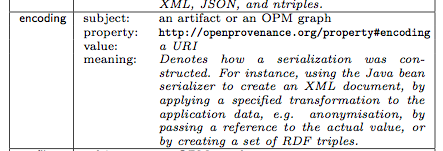 XML, JSON, and ntriples.
encoding subject: an artifact or an OPM graph
property: http://openprovenance.org/property#encoding
value: a URI
meaning: Denotes how a serialization was con-
structed. For instance, using the Java bean
serializer to create an XML document, by
applying a specified transformation to the
application data, e.g. anonymisation, by
passing a reference to the actual value, or
by creating a set of RDF triples.